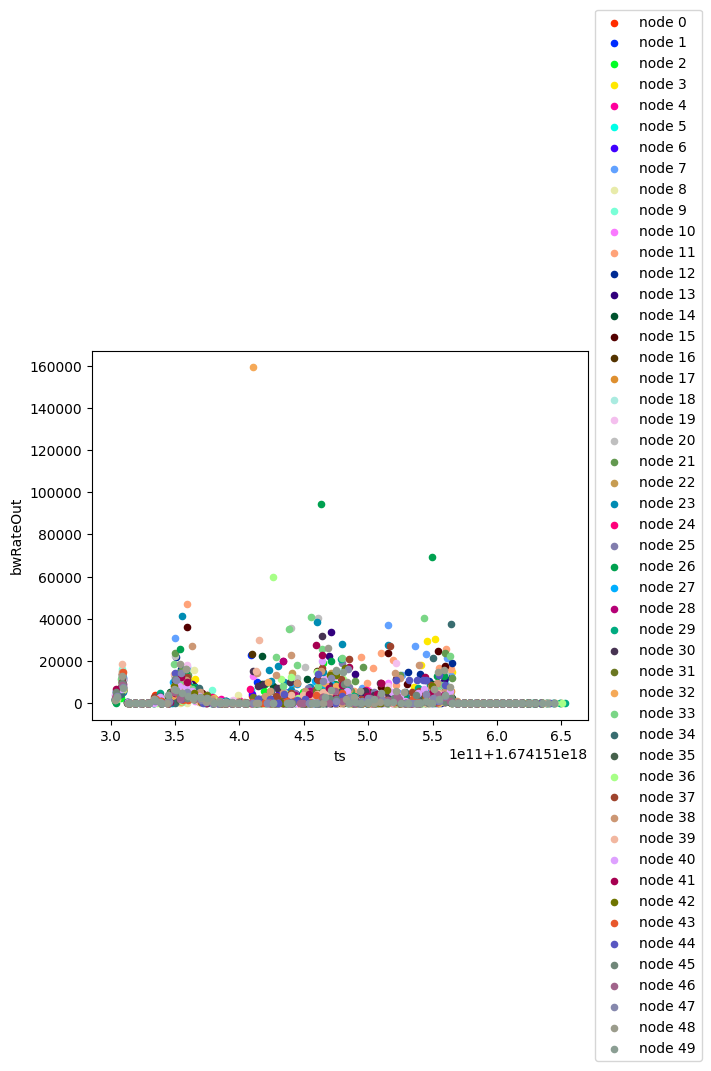 160000
140000
120000
100000
80000
60000
40000
20000
0
bwRateOut
3.0 3.5 4.0 4.5 5.0 5.5 6.0 6.5
ts
1e11+1.674151e18
node 0
node 1
node 2
node 3
node 4
node 5
node 6
node 7
node 8
node 9
node 10
node 11
node 12
node 13
node 14
node 15
node 16
node 17
node 18
node 19
node 20
node 21
node 22
node 23
node 24
node 25
node 26
node 27
node 28
node 29
node 30
node 31
node 32
node 33
node 34
node 35
node 36
node 37
node 38
node 39
node 40
node 41
node 42
node 43
node 44
node 45
node 46
node 47
node 48
node 49